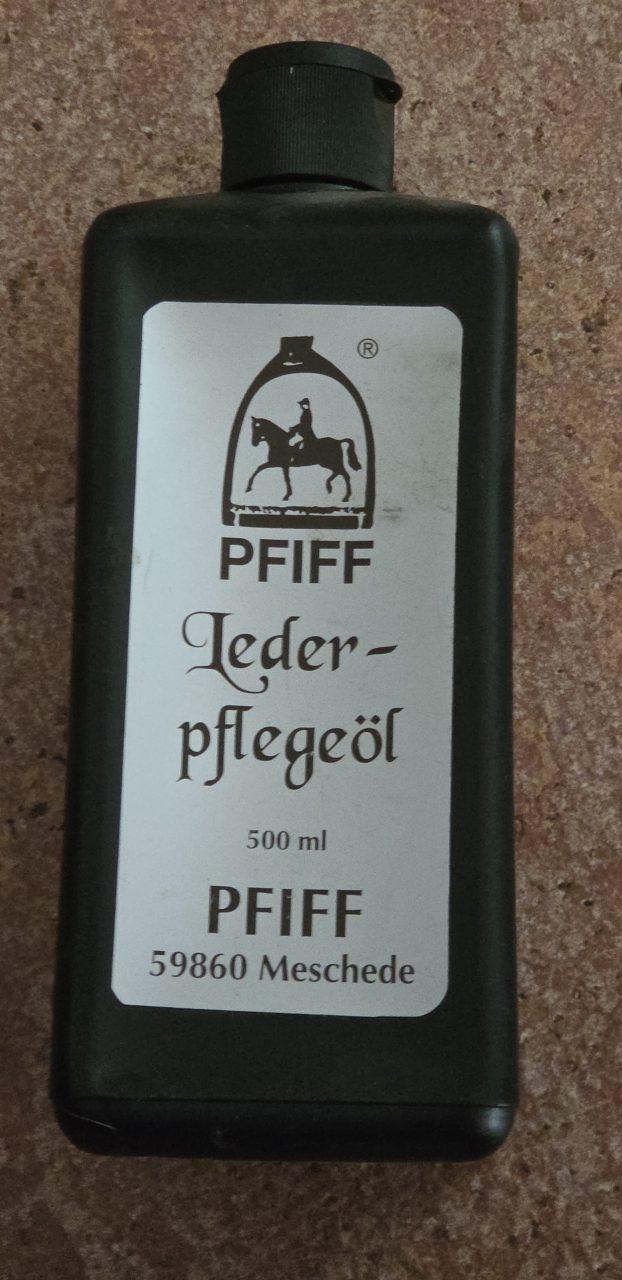 ®
PFIFF
Leder-
pflegeöl
500 ml
PFIFF
59860 Meschede